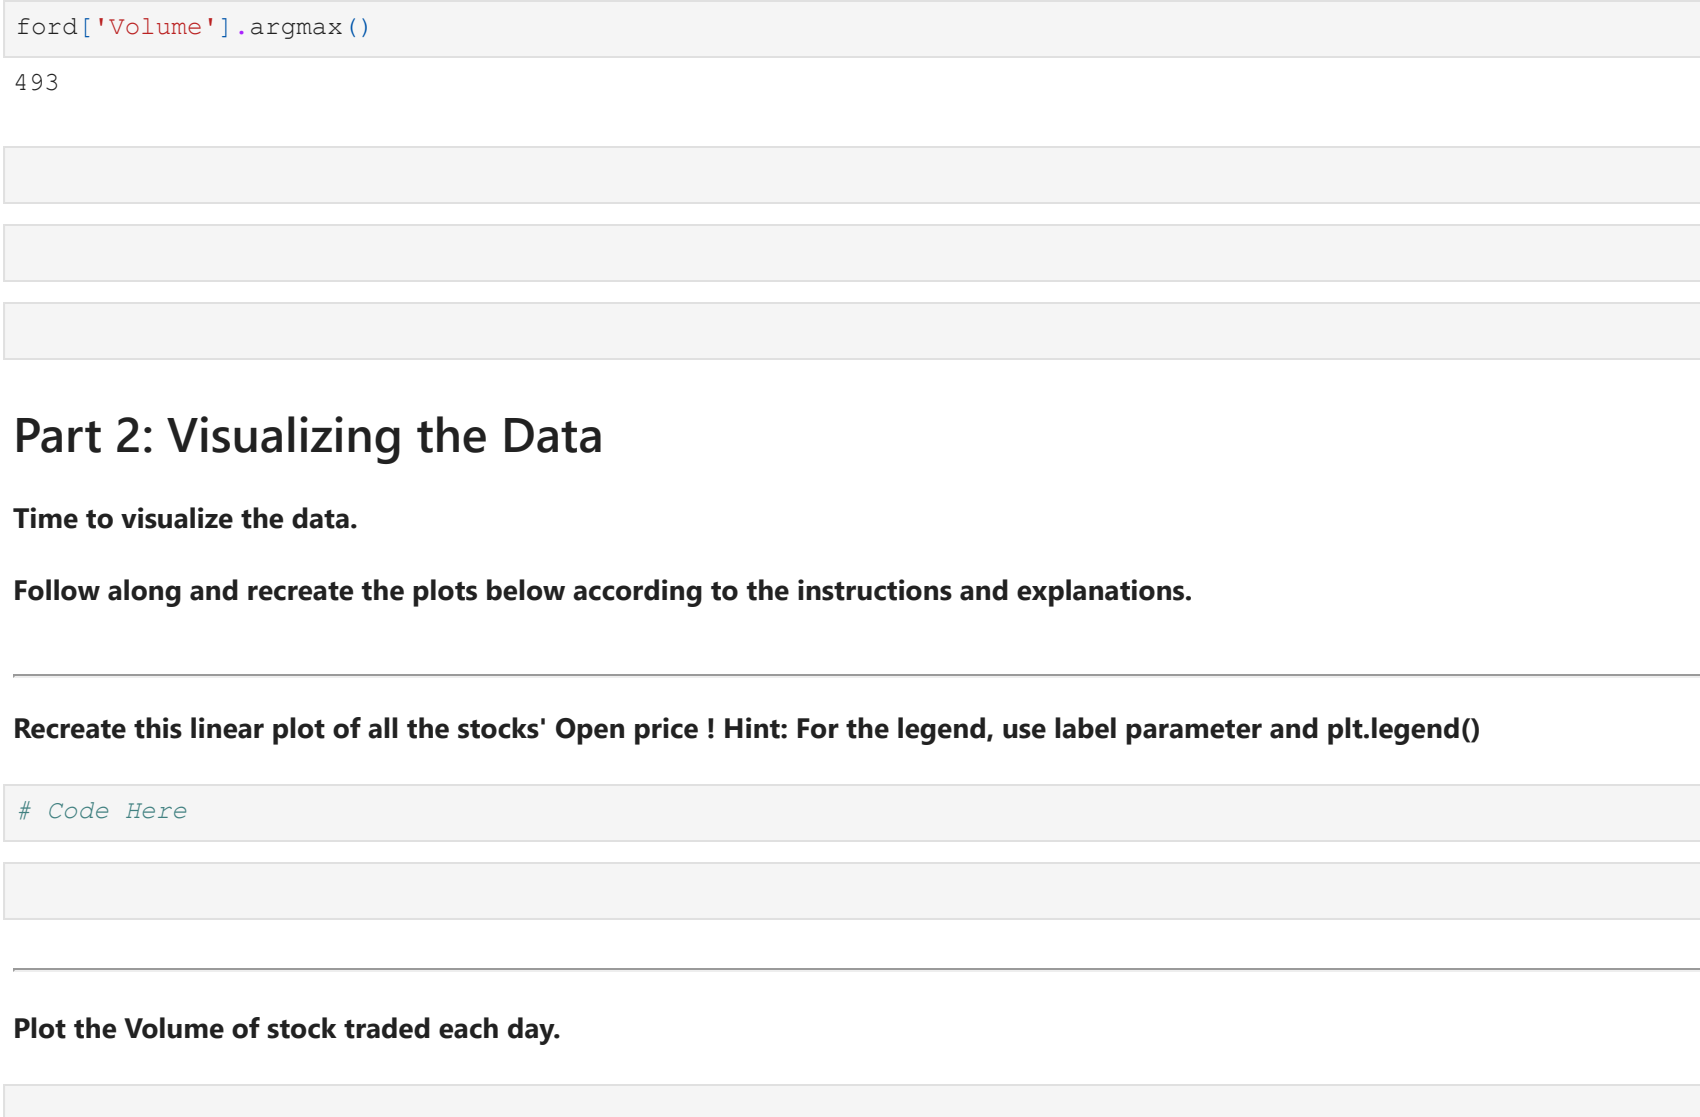 ford['Volume'].argmax()
493
Part 2: Visualizing the Data
Time to visualize the data.
Follow along and recreate the plots below according to the instructions and explanations.
Recreate this linear plot of all the stocks' Open price ! Hint: For the legend, use label parameter and plt.legend()
# Code Here
Plot the Volume of stock traded each day.